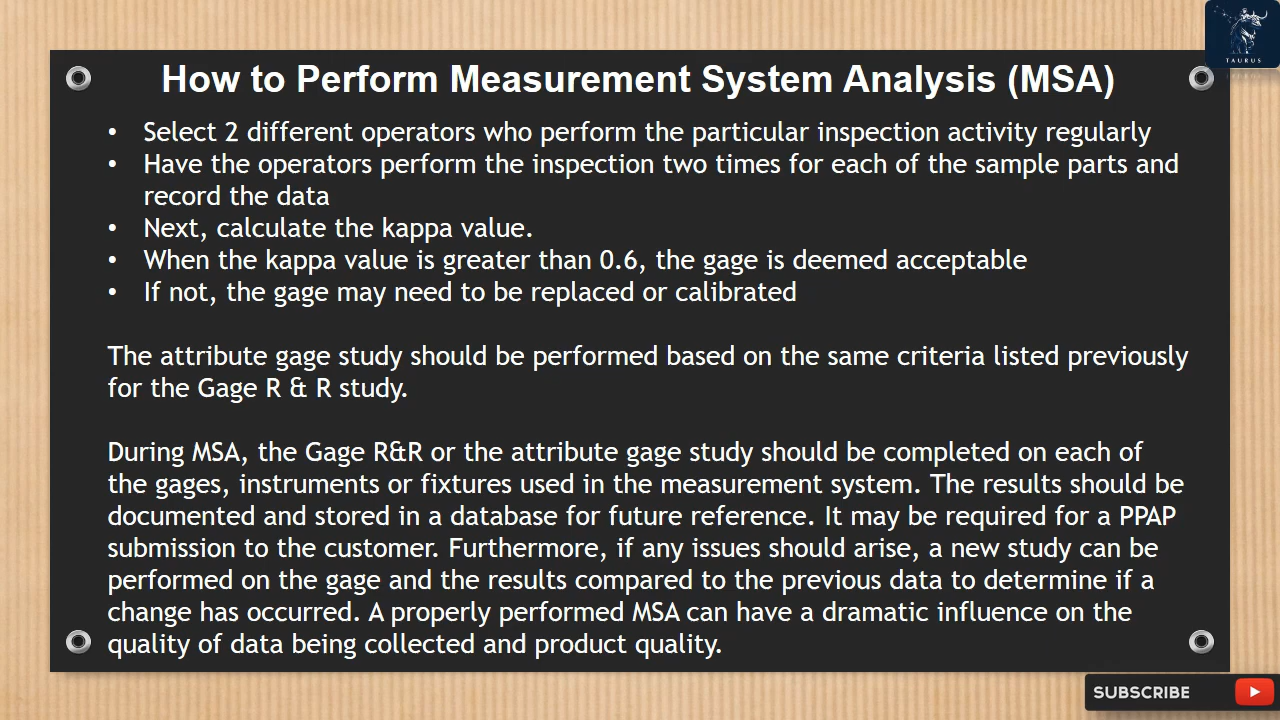 TAURUS
How to Perform Measurement System Analysis (MSA)
• Select 2 different operators who perform the particular inspection activity regularly
• Have the operators perform the inspection two times for each of the sample parts and
record the data
• Next, calculate the kappa value.
• When the kappa value is greater than 0.6, the gage is deemed acceptable
• If not, the gage may need to be replaced or calibrated
The attribute gage study should be performed based on the same criteria listed previously
for the Gage R & R study.
During MSA, the Gage R&R or the attribute gage study should be completed on each of
the gages, instruments or fixtures used in the measurement system. The results should be
documented and stored in a database for future reference. It may be required for a PPAP
submission to the customer. Furthermore, if any issues should arise, a new study can be
performed on the gage and the results compared to the previous data to determine if a
change has occurred. A properly performed MSA can have a dramatic influence on the
quality of data being collected and product quality.
SUBSCRIBE